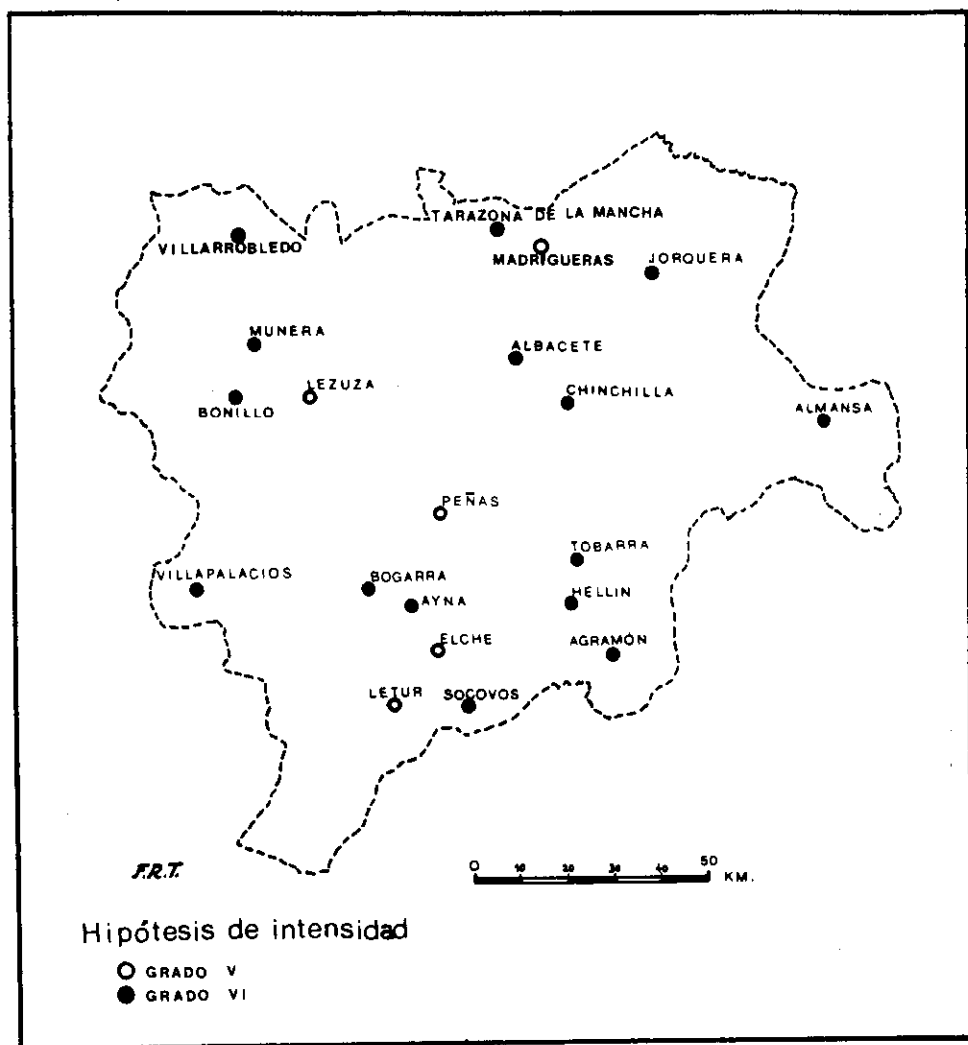 TARAZONA DE LA MANCHA
VILLARROBLEDO
MADRIGUERAS
JORQUERA
MUNERA
ALBACETE
LEZUZA
CHINCHILLA
BONILLO
ALMANSA
PEÑAS
TOBARRA
VILLAPALACIOS
BOGARRA
HELLIN
AYNA
ELCHE
AGRAMÓN
LETUR
SOCOVOS
F.R.T.
0 10 20 30 40 50
KM.
Hipótesis de intensidad
GRADO V
GRADO VI